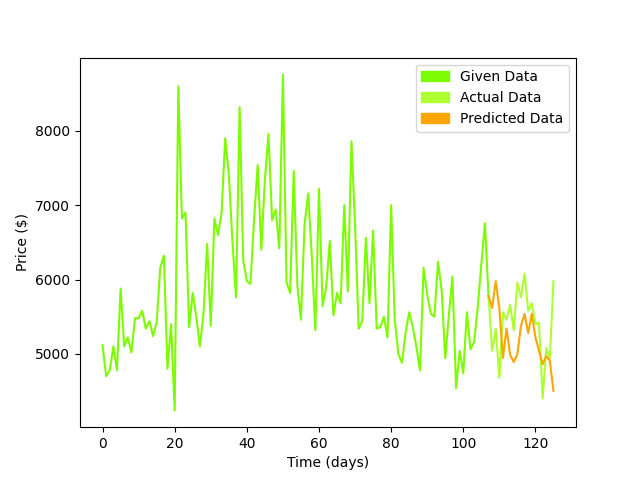 Given Data
Actual Data
Predicted Data
8000
7000
6000
5000
Price ($)
0 20 40 60 80 100 120
Time (days)